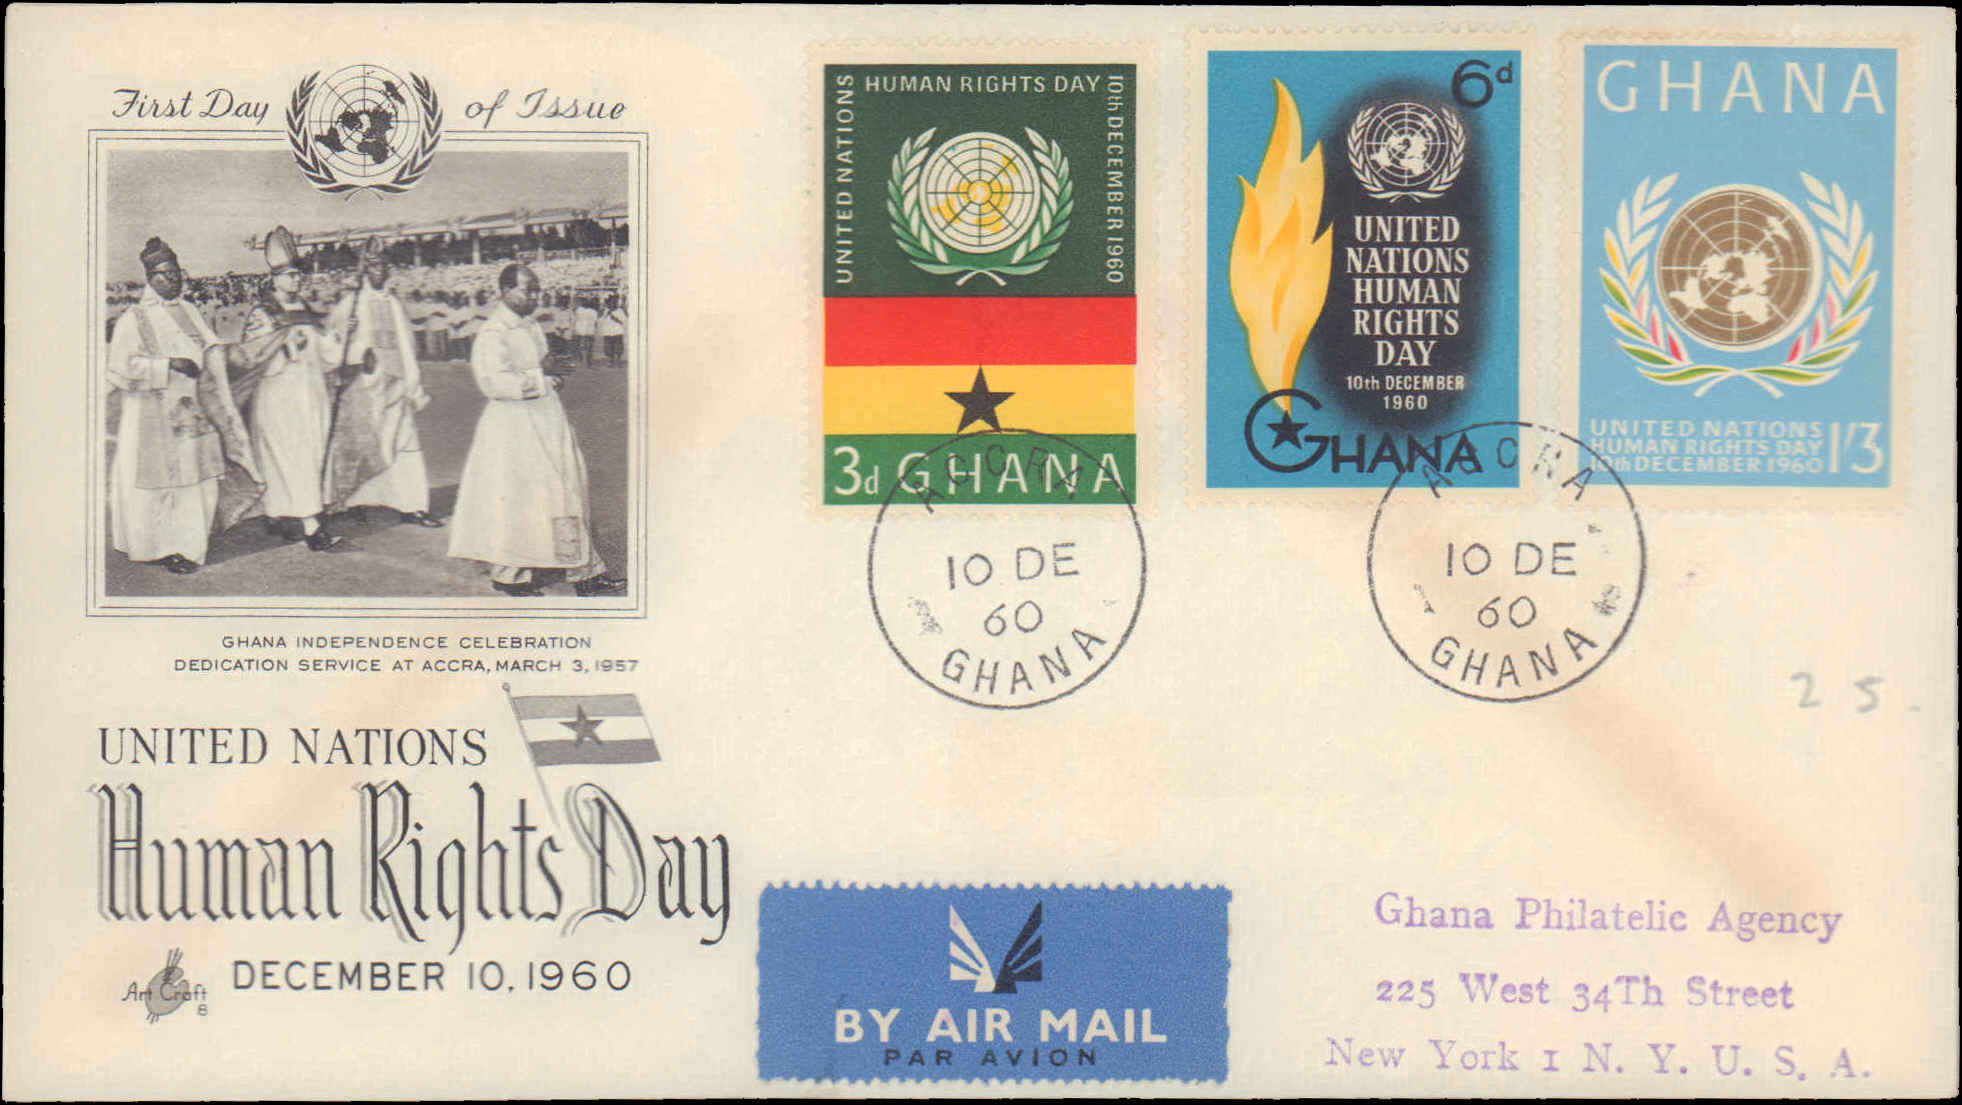 First Day of Issue
GHANA INDEPENDENCE CELEBRATION
DEDICATION SERVICE AT ACCRA, MARCH 3, 1957
UNITED NATIONS
Human Rights Day
DECEMBER 10, 1960
Art Craft
8
UNITED NATIONS
HUMAN RIGHTS DAY
10th DECEMBER 1960
3d GHANA
6d
UNITED
NATIONS
HUMAN
RIGHTS
DAY
10th DECEMBER
1960
GHANA
GHANA
UNITED NATIONS
HUMAN RIGHTS DAY
10th DECEMBER 1960
1/3
ACCRA
10 DE
60
GHANA
ACCRA
10 DE
60
GHANA
25.
BY AIR MAIL
PAR AVION
Ghana Philatelic Agency
225 West 34Th Street
New York 1 N. Y. U. S. A.